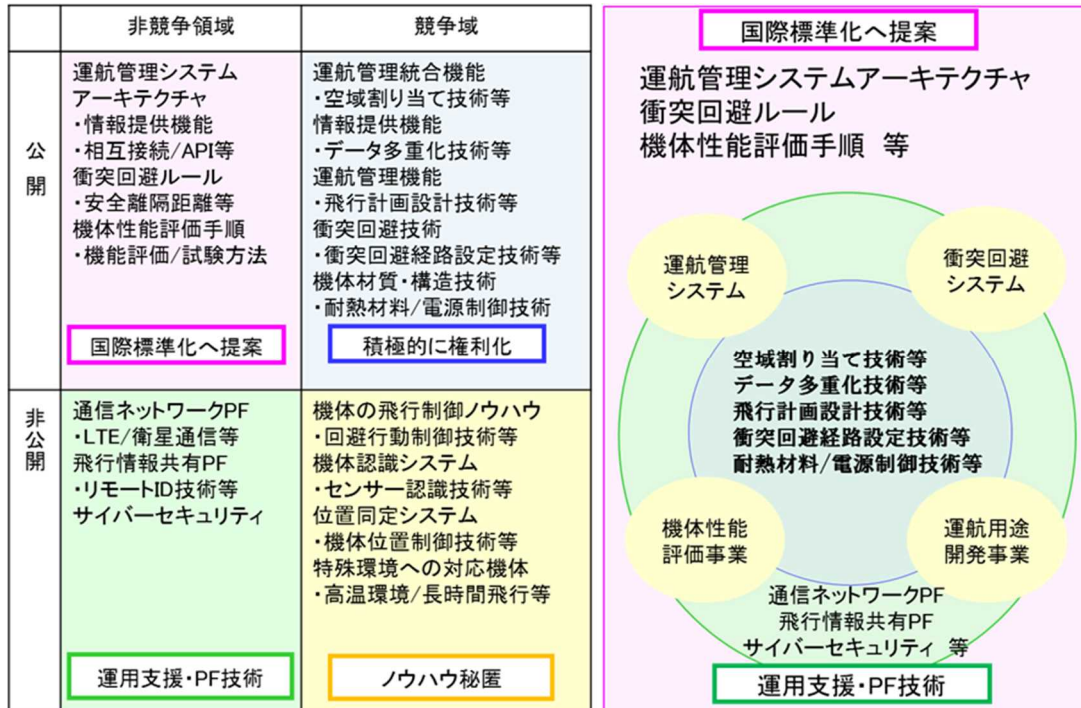 非競争領域
競争域
公開
運航管理システム
アーキテクチャ
・情報提供機能
・相互接続/API等
衝突回避ルール
・安全離隔距離等
機体性能評価手順
・機能評価/試験方法
国際標準化へ提案
運航管理統合機能
・空域割り当て技術等
情報提供機能
・データ多重化技術等
運航管理機能
・飛行計画設計技術等
衝突回避技術
・衝突回避経路設定技術等
機体材質・構造技術
・耐熱材料/電源制御技術
積極的に権利化
非公開
通信ネットワークPF
・LTE/衛星通信等
飛行情報共有PF
・リモートID技術等
サイバーセキュリティ
運用支援・PF技術
機体の飛行制御ノウハウ
・回避行動制御技術等
機体認識システム
・センサー認識技術等
位置同定システム
・機体位置制御技術等
特殊環境への対応機体
・高温環境/長時間飛行等
ノウハウ秘匿
国際標準化へ提案
運航管理システムアーキテクチャ
衝突回避ルール
機体性能評価手順 等
運航管理
システム
衝突回避
システム
空域割り当て技術等
データ多重化技術等
飛行計画設計技術等
衝突回避経路設定技術等
耐熱材料/電源制御技術等
機体性能
評価事業
運航用途
開発事業
通信ネットワークPF
飛行情報共有PF
サイバーセキュリティ 等
運用支援・PF技術